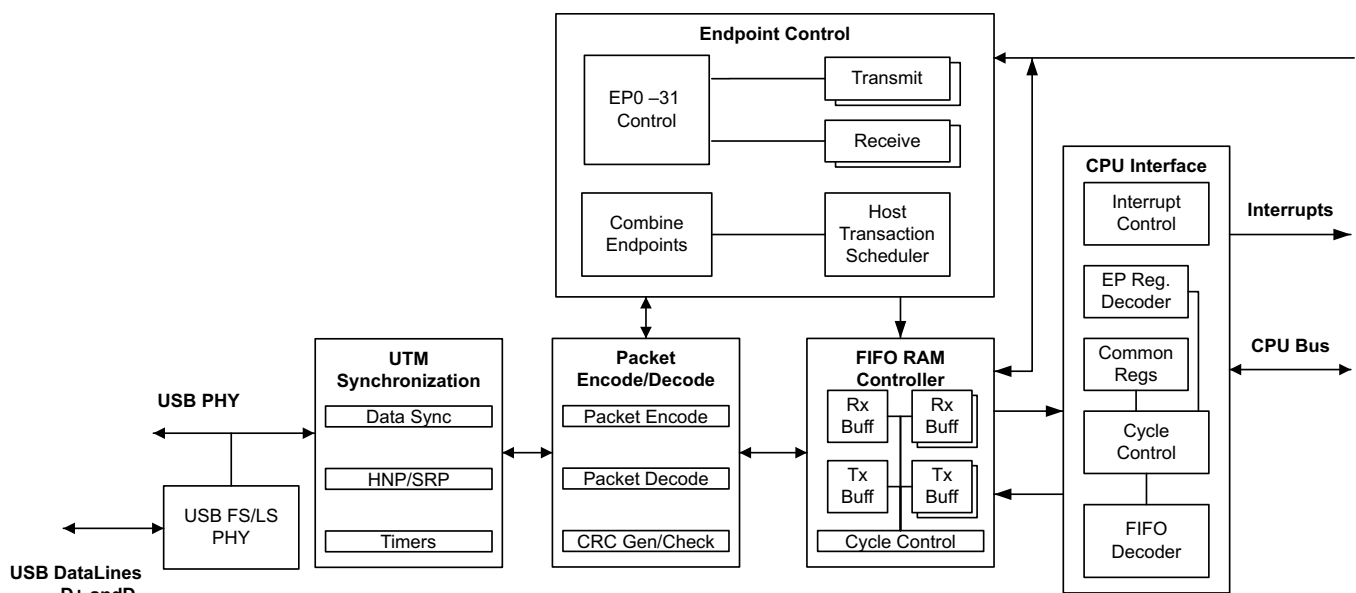 Endpoint Control
EP0 –31
Control
Transmit
Receive
Combine
Endpoints
Host
Transaction
Scheduler
CPU Interface
Interrupt
Control
Interrupts
EP Reg.
Decoder
Common
Regs
CPU Bus
Cycle
Control
FIFO
Decoder
UTM
Synchronization
Data Sync
HNP/SRP
Timers
Packet
Encode/Decode
Packet Encode
Packet Decode
CRC Gen/Check
FIFO RAM
Controller
Rx
Buff
Rx
Buff
Tx
Buff
Tx
Buff
Cycle Control
USB PHY
USB FS/LS
PHY
USB DataLines
D+ andD-